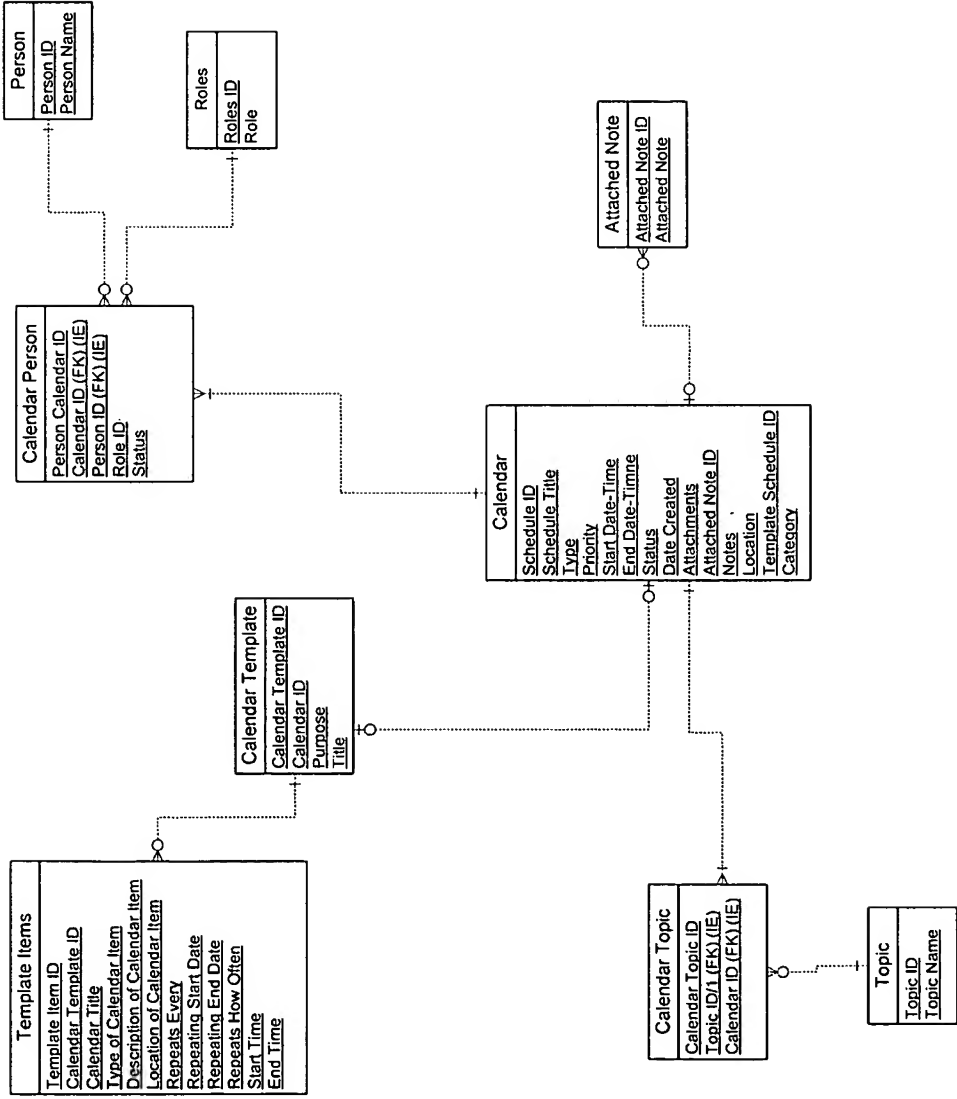 Person
Person ID
Person Name
Roles
Roles ID
Role
Calendar Person
Person Calendar ID
Calendar ID (FK) (IE)
Person ID (FK) (IE)
Role ID
Status
Attached Note
Attached Note ID
Attached Note
Calendar
Schedule ID
Schedule Title
Type
Priority
Start Date-Time
End Date-Timne
Status
Date Created
Attachments
Attached Note ID
Notes
Location
Template Schedule ID
Category
Calendar Template
Calendar Template ID
Calendar ID
Purpose
Title
Template Items
Template Item ID
Calendar Template ID
Calendar Title
Type of Calendar Item
Description of Calendar Item
Location of Calendar Item
Repeats Every
Repeating Start Date
Repeating End Date
Repeats How Often
Start Time
End Time
Calendar Topic
Calendar Topic ID
Topic ID/1 (FK) (IE)
Calendar ID (FK) (IE)
Topic
Topic ID
Topic Name